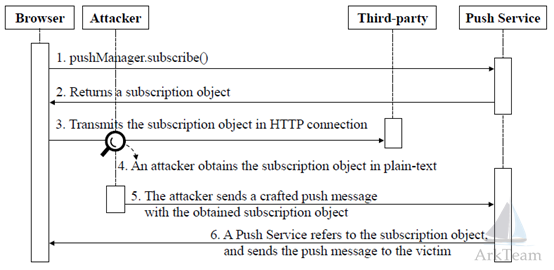 Browser Attacker Third-party Push Service
1. pushManager.subscribe()
2. Returns a subscription object
3. Transmits the subscription object in HTTP connection
4. An attacker obtains the subscription object in plain-text
5. The attacker sends a crafted push message
with the obtained subscription object
6. A Push Service refers to the subscription object,
and sends the push message to the victim
ArkTeam